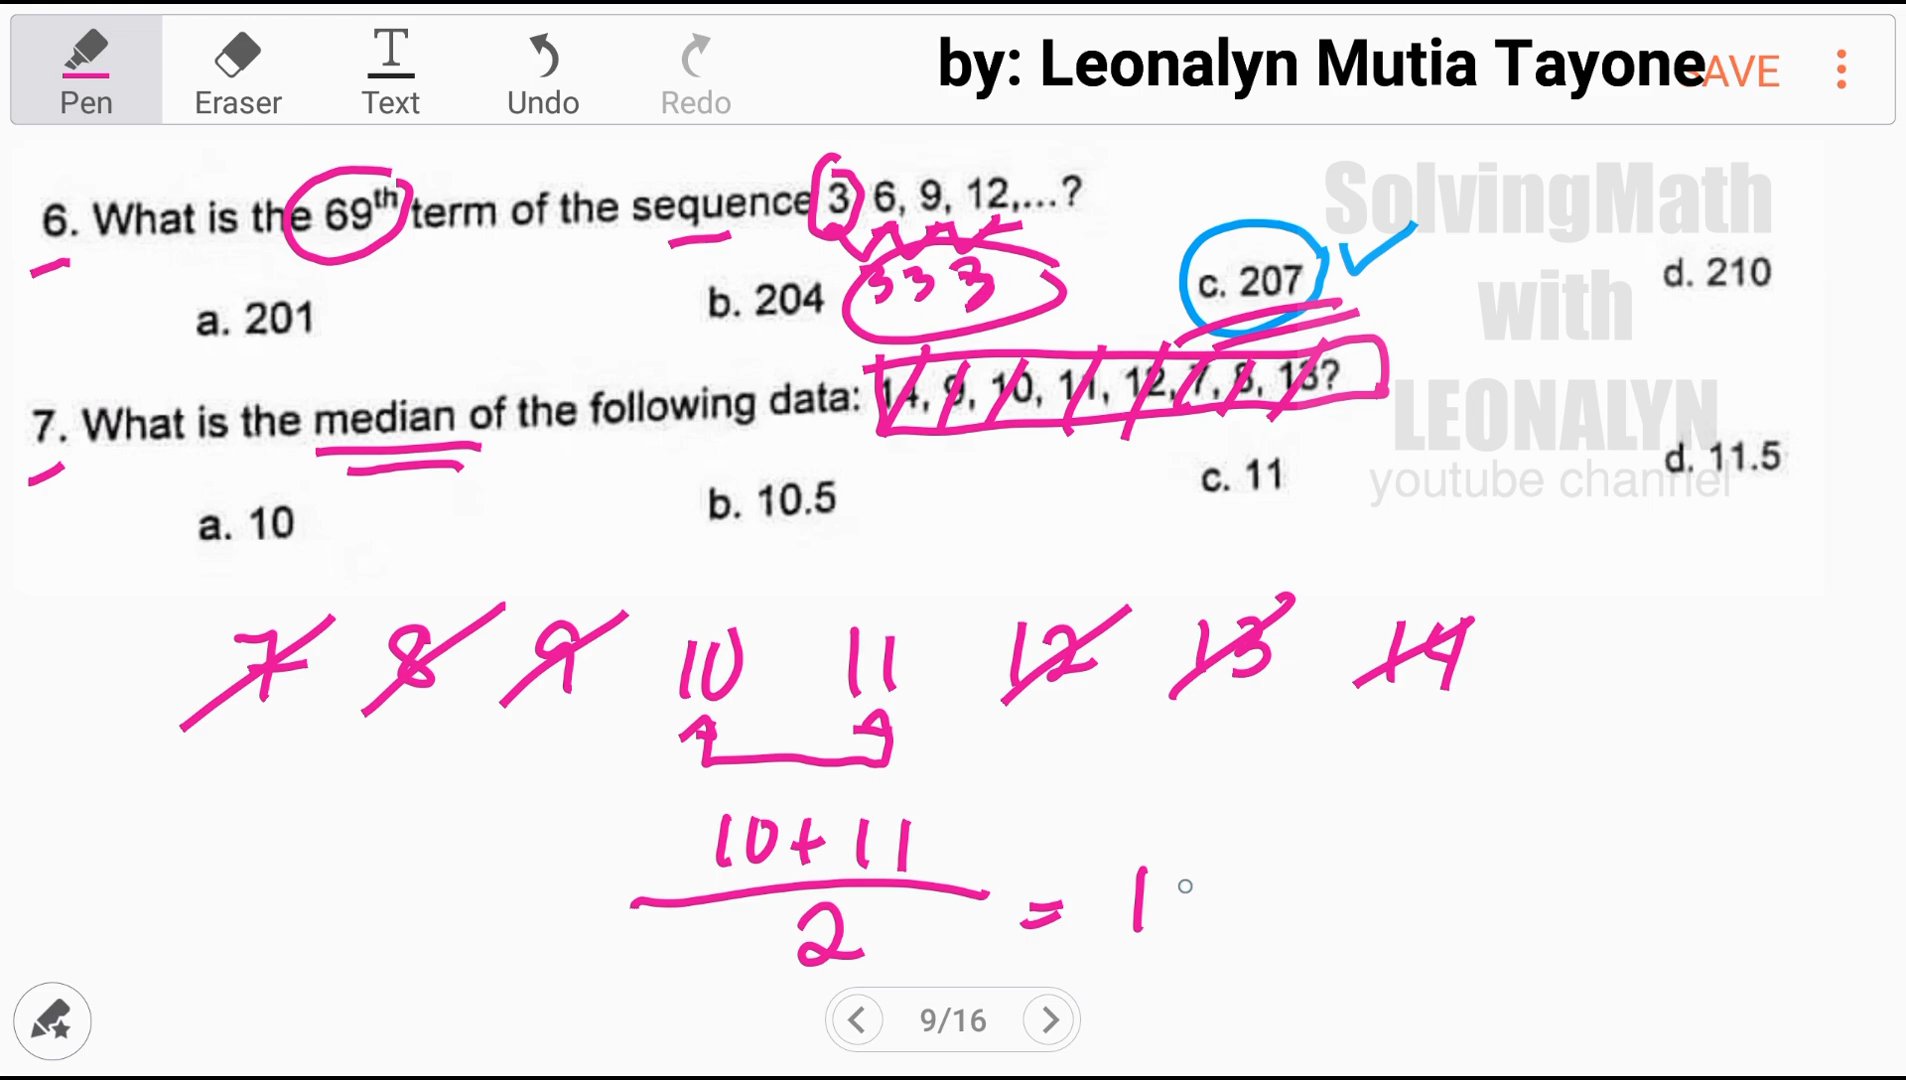 by: Leonalyn Mutia Tayone
AVE
Pen
Eraser
Text
Undo
Redo
SolvingMath
with
LEONALYN
youtube channel
6. What is the 69th term of the sequence 3, 6, 9, 12,...?
3 3 3
a. 201
b. 204
c. 207
d. 210
7. What is the median of the following data: 14, 9, 10, 11, 12, 7, 8, 13?
a. 10
b. 10.5
c. 11
d. 11.5
7 8 9 10 11 12 13 14
10+11
2
= 1
9/16